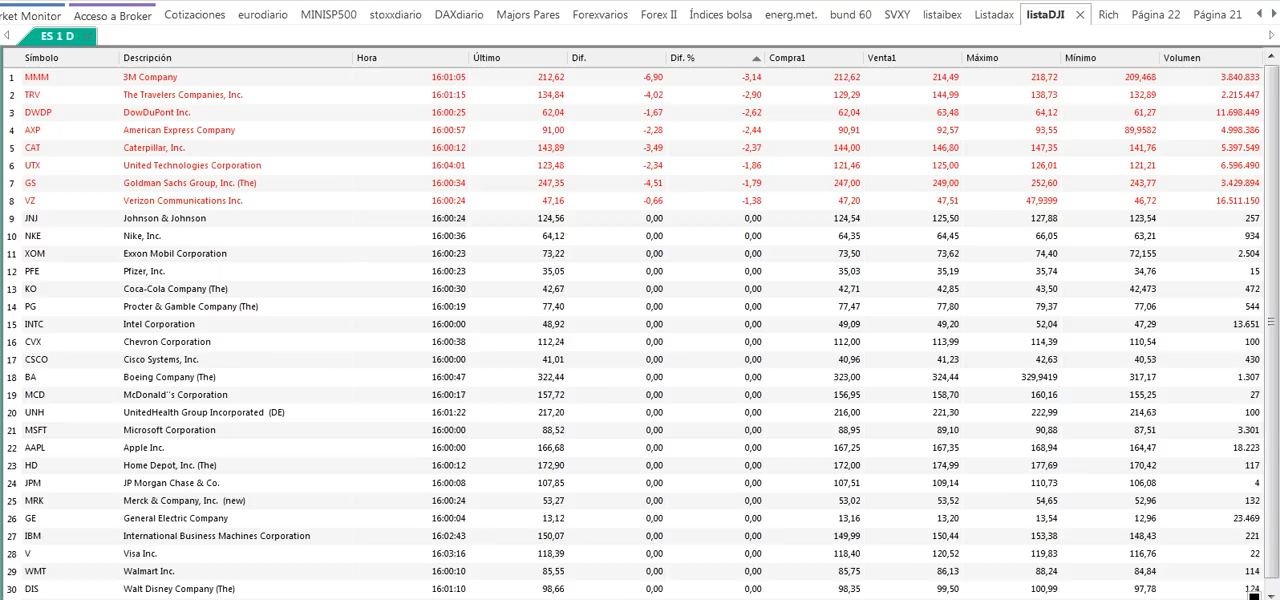 rket Monitor Acceso a Broker Cotizaciones eurodiario MINISP500 stoxxdiario DAXdiario Majors Pares Forexvarios Forex II Índices bolsa energ.met. bund 60 SVXY listaibex Listadax listaDJI Rich Página 22 Página 21
ES 1 D
Símbolo Descripción Hora Último Dif. Dif. % Compra1 Venta1 Máximo Mínimo Volumen
1 MMM 3M Company 16:01:05 212,62 -6,90 -3,14 212,62 214,49 218,72 209,468 3.840.833
2 TRV The Travelers Companies, Inc. 16:01:15 134,84 -4,02 -2,90 129,29 144,99 138,73 132,89 2.215.447
3 DWDP DowDuPont Inc. 16:00:25 62,04 -1,67 -2,62 62,04 63,48 64,12 61,27 11.698.449
4 AXP American Express Company 16:00:57 91,00 -2,28 -2,44 90,91 92,57 93,55 89,9582 4.998.386
5 CAT Caterpillar, Inc. 16:00:12 143,89 -3,49 -2,37 144,00 146,80 147,35 141,76 5.397.549
6 UTX United Technologies Corporation 16:04:01 123,48 -2,34 -1,86 121,46 125,00 126,01 121,21 6.596.490
7 GS Goldman Sachs Group, Inc. (The) 16:00:34 247,35 -4,51 -1,79 247,00 249,00 252,60 243,77 3.429.894
8 VZ Verizon Communications Inc. 16:00:24 47,16 -0,66 -1,38 47,20 47,51 47,9399 46,72 16.511.150
9 JNJ Johnson & Johnson 16:00:24 124,56 0,00 0,00 124,54 125,50 127,88 123,54 257
10 NKE Nike, Inc. 16:00:36 64,12 0,00 0,00 64,35 64,45 66,05 63,21 934
11 XOM Exxon Mobil Corporation 16:00:23 73,22 0,00 0,00 73,50 73,62 74,40 72,155 2.504
12 PFE Pfizer, Inc. 16:00:23 35,05 0,00 0,00 35,03 35,19 35,74 34,76 15
13 KO Coca-Cola Company (The) 16:00:30 42,67 0,00 0,00 42,71 42,85 43,50 42,473 472
14 PG Procter & Gamble Company (The) 16:00:19 77,40 0,00 0,00 77,47 77,80 79,37 77,06 544
15 INTC Intel Corporation 16:00:00 48,92 0,00 0,00 49,09 49,20 52,04 47,29 13.651
16 CVX Chevron Corporation 16:00:38 112,24 0,00 0,00 112,00 113,99 114,39 110,54 100
17 CSCO Cisco Systems, Inc. 16:00:00 41,01 0,00 0,00 40,96 41,23 42,63 40,53 430
18 BA Boeing Company (The) 16:00:47 322,44 0,00 0,00 323,00 324,44 329,9419 317,17 1.307
19 MCD McDonald´´s Corporation 16:00:17 157,72 0,00 0,00 156,95 158,70 160,16 155,25 27
20 UNH UnitedHealth Group Incorporated (DE) 16:01:22 217,20 0,00 0,00 216,00 221,30 222,99 214,63 100
21 MSFT Microsoft Corporation 16:00:00 88,52 0,00 0,00 88,95 89,10 90,88 87,51 3.301
22 AAPL Apple Inc. 16:00:00 166,68 0,00 0,00 167,25 167,35 168,94 164,47 18.223
23 HD Home Depot, Inc. (The) 16:00:12 172,90 0,00 0,00 172,00 174,99 177,69 170,42 117
24 JPM JP Morgan Chase & Co. 16:00:08 107,85 0,00 0,00 107,51 109,14 110,73 106,08 4
25 MRK Merck & Company, Inc. (new) 16:00:24 53,27 0,00 0,00 53,02 53,52 54,65 52,96 132
26 GE General Electric Company 16:00:04 13,12 0,00 0,00 13,16 13,20 13,54 12,96 23.469
27 IBM International Business Machines Corporation 16:02:43 150,07 0,00 0,00 149,99 150,44 153,38 148,43 221
28 V Visa Inc. 16:03:16 118,39 0,00 0,00 118,40 120,52 119,83 116,76 22
29 WMT Walmart Inc. 16:00:10 85,55 0,00 0,00 85,75 86,13 88,24 84,84 114
30 DIS Walt Disney Company (The) 16:01:10 98,66 0,00 0,00 98,35 99,50 100,99 97,78 124